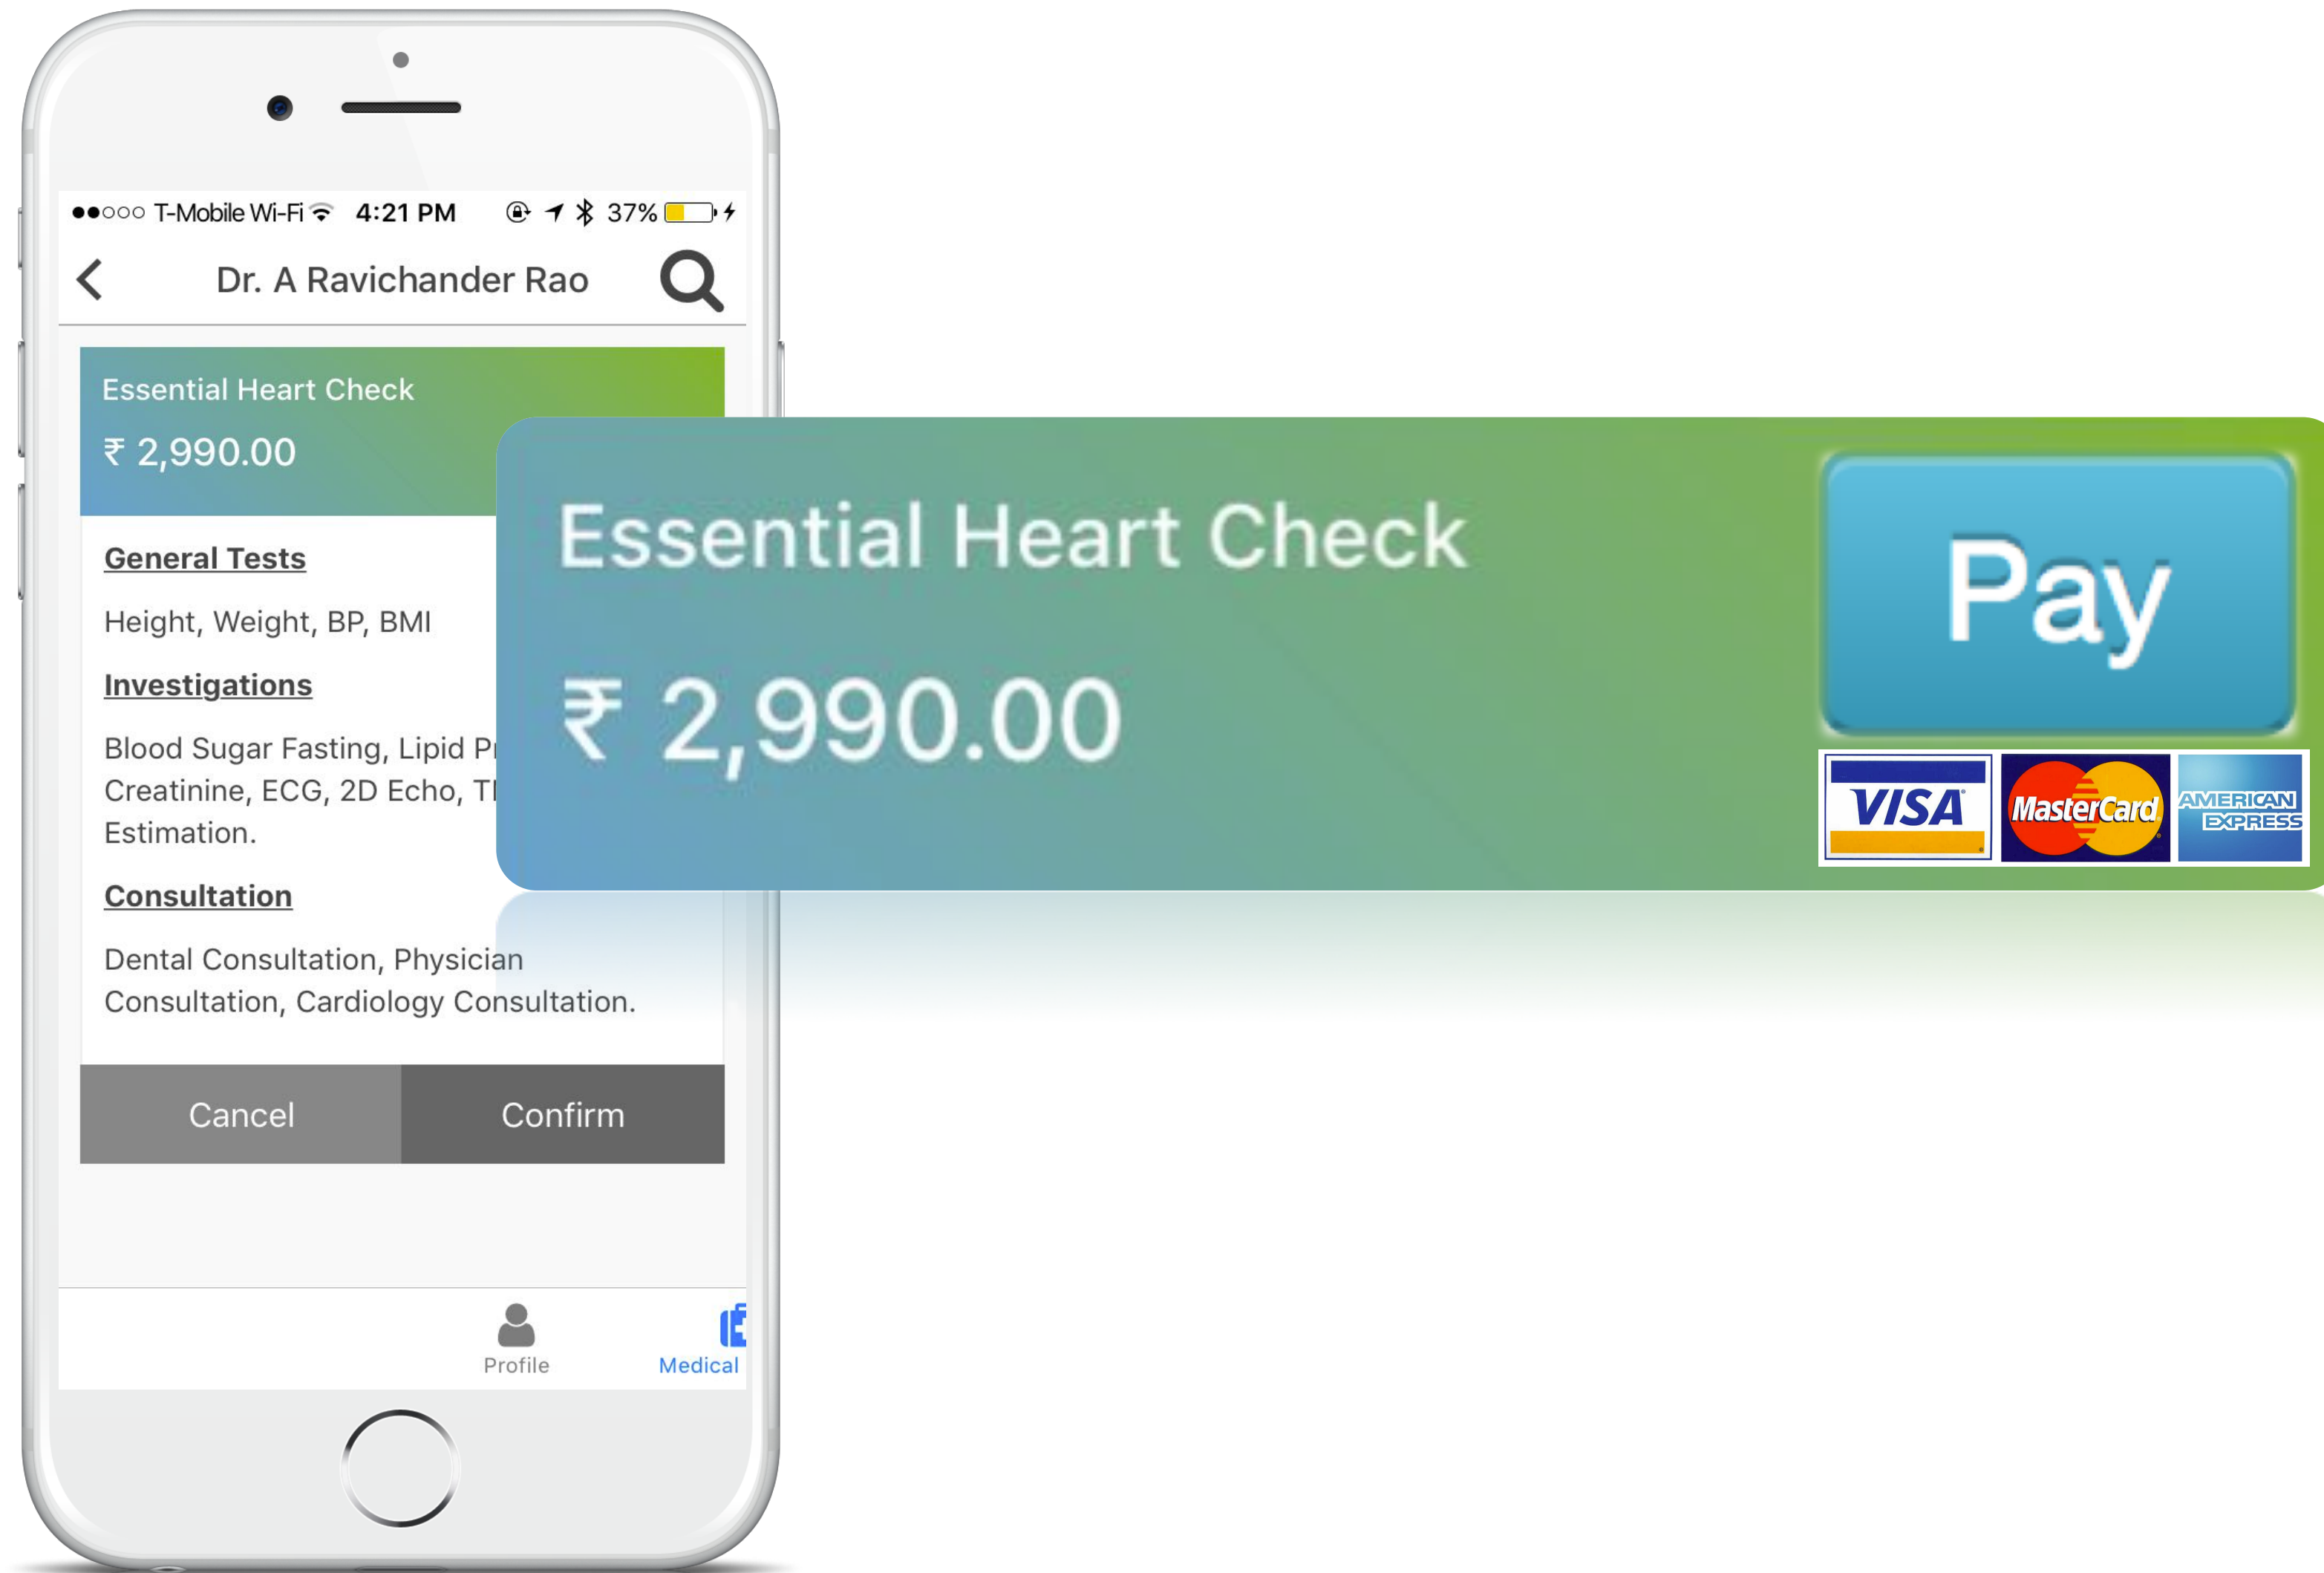 T-Mobile Wi-Fi 4:21 PM 37%
Dr. A Ravichander Rao
Essential Heart Check
₹ 2,990.00
General Tests
Height, Weight, BP, BMI
Investigations
Blood Sugar Fasting, Lipid
Creatinine, ECG, 2D Echo,
Estimation.
Consultation
Dental Consultation, Physician
Consultation, Cardiology Consultation.
Cancel Confirm
Profile Medical
Essential Heart Check
₹ 2,990.00
Pay
VISA MasterCard AMERICAN
EXPRESS